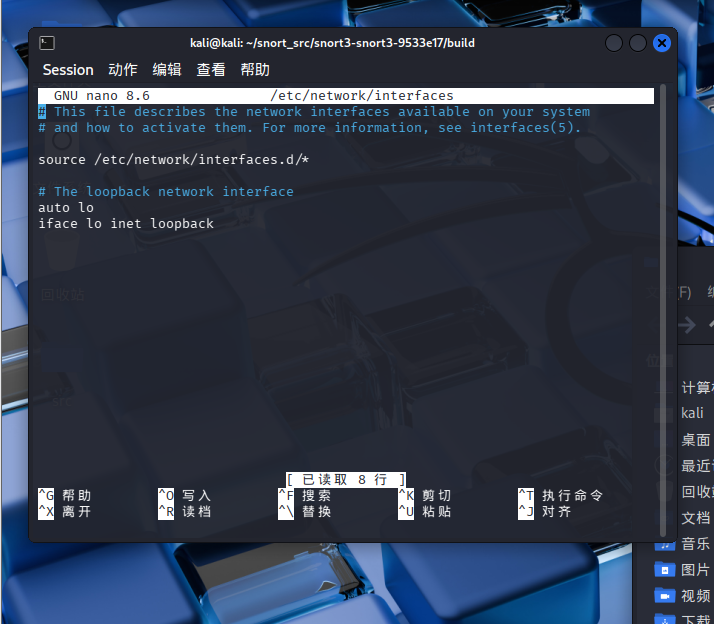 kali@kali: ~/snort_src/snort3-snort3-9533e17/build
Session 动作 编辑 查看 帮助
GNU nano 8.6 /etc/network/interfaces
# This file describes the network interfaces available on your system
# and how to activate them. For more information, see interfaces(5).
source /etc/network/interfaces.d/*
# The loopback network interface
auto lo
iface lo inet loopback
回收站
[ 已读取 8 行 ]
^G 帮助 ^O 写入 ^F 搜索 ^K 剪切 ^T 执行命令
^X 离开 ^R 读档 ^\ 替换 ^U 粘贴 ^J 对齐
(F)
计算
kali
桌面
最近
回收
文档
音乐
图片
视频
下载